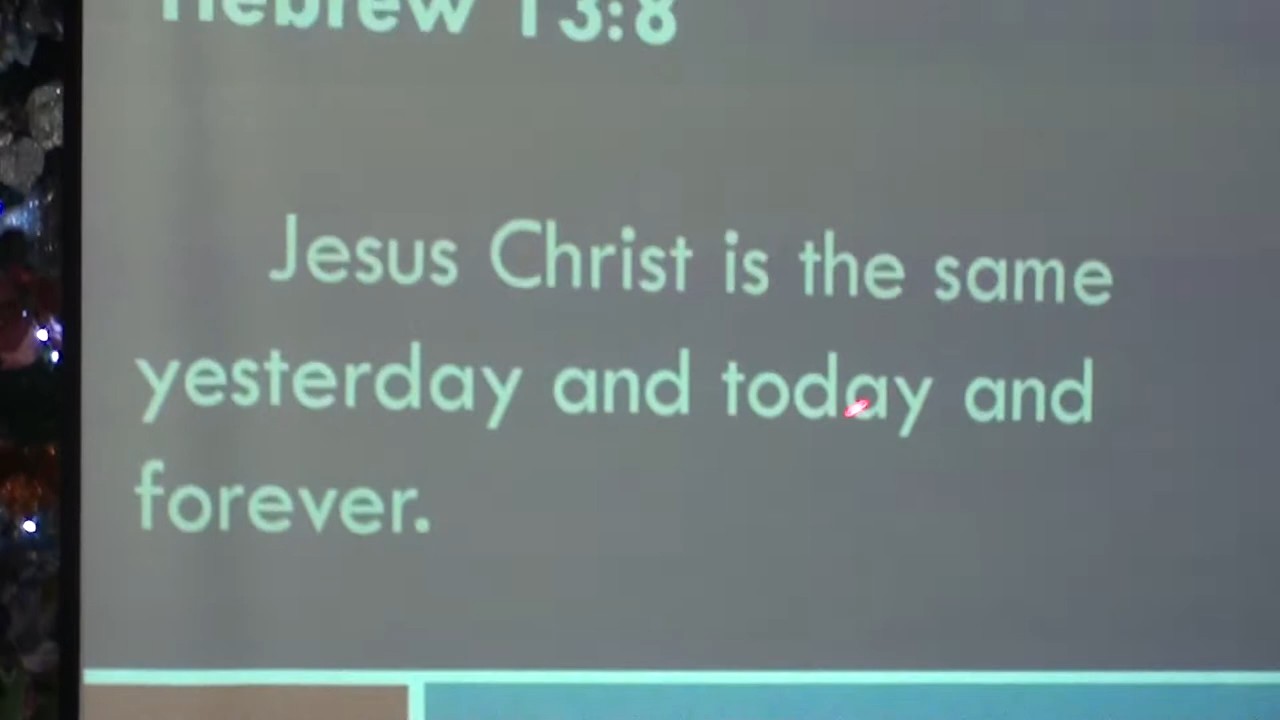 Hebrew 13:8
Jesus Christ is the same
yesterday and today and
forever.